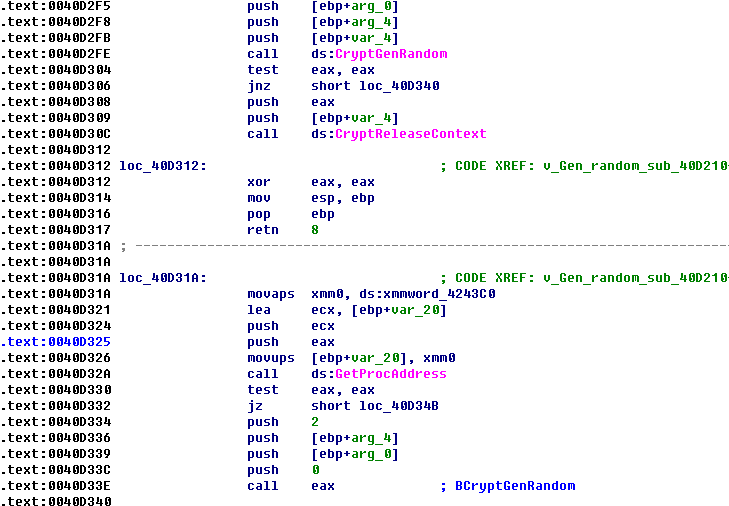 .text:0040D2F5 push [ebp+arg_0]
.text:0040D2F8 push [ebp+arg_4]
.text:0040D2FB push [ebp+var_4]
.text:0040D2FE call ds:CryptGenRandom
.text:0040D304 test eax, eax
.text:0040D306 jnz short loc_40D340
.text:0040D308 push eax
.text:0040D309 push [ebp+var_4]
.text:0040D30C call ds:CryptReleaseContext
.text:0040D312
.text:0040D312 loc_40D312: ; CODE XREF: v_Gen_random_sub_40D210
.text:0040D312 xor eax, eax
.text:0040D314 mov esp, ebp
.text:0040D316 pop ebp
.text:0040D317 retn 8
.text:0040D31A ; ---------------------------------------------------------------------------
.text:0040D31A
.text:0040D31A loc_40D31A: ; CODE XREF: v_Gen_random_sub_40D210
.text:0040D31A movaps xmm0, ds:xmmword_4243C0
.text:0040D321 lea ecx, [ebp+var_20]
.text:0040D324 push ecx
.text:0040D325 push eax
.text:0040D326 movups [ebp+var_20], xmm0
.text:0040D32A call ds:GetProcAddress
.text:0040D330 test eax, eax
.text:0040D332 jz short loc_40D34B
.text:0040D334 push 2
.text:0040D336 push [ebp+arg_4]
.text:0040D339 push [ebp+arg_0]
.text:0040D33C push 0
.text:0040D33E call eax ; BCryptGenRandom
.text:0040D340